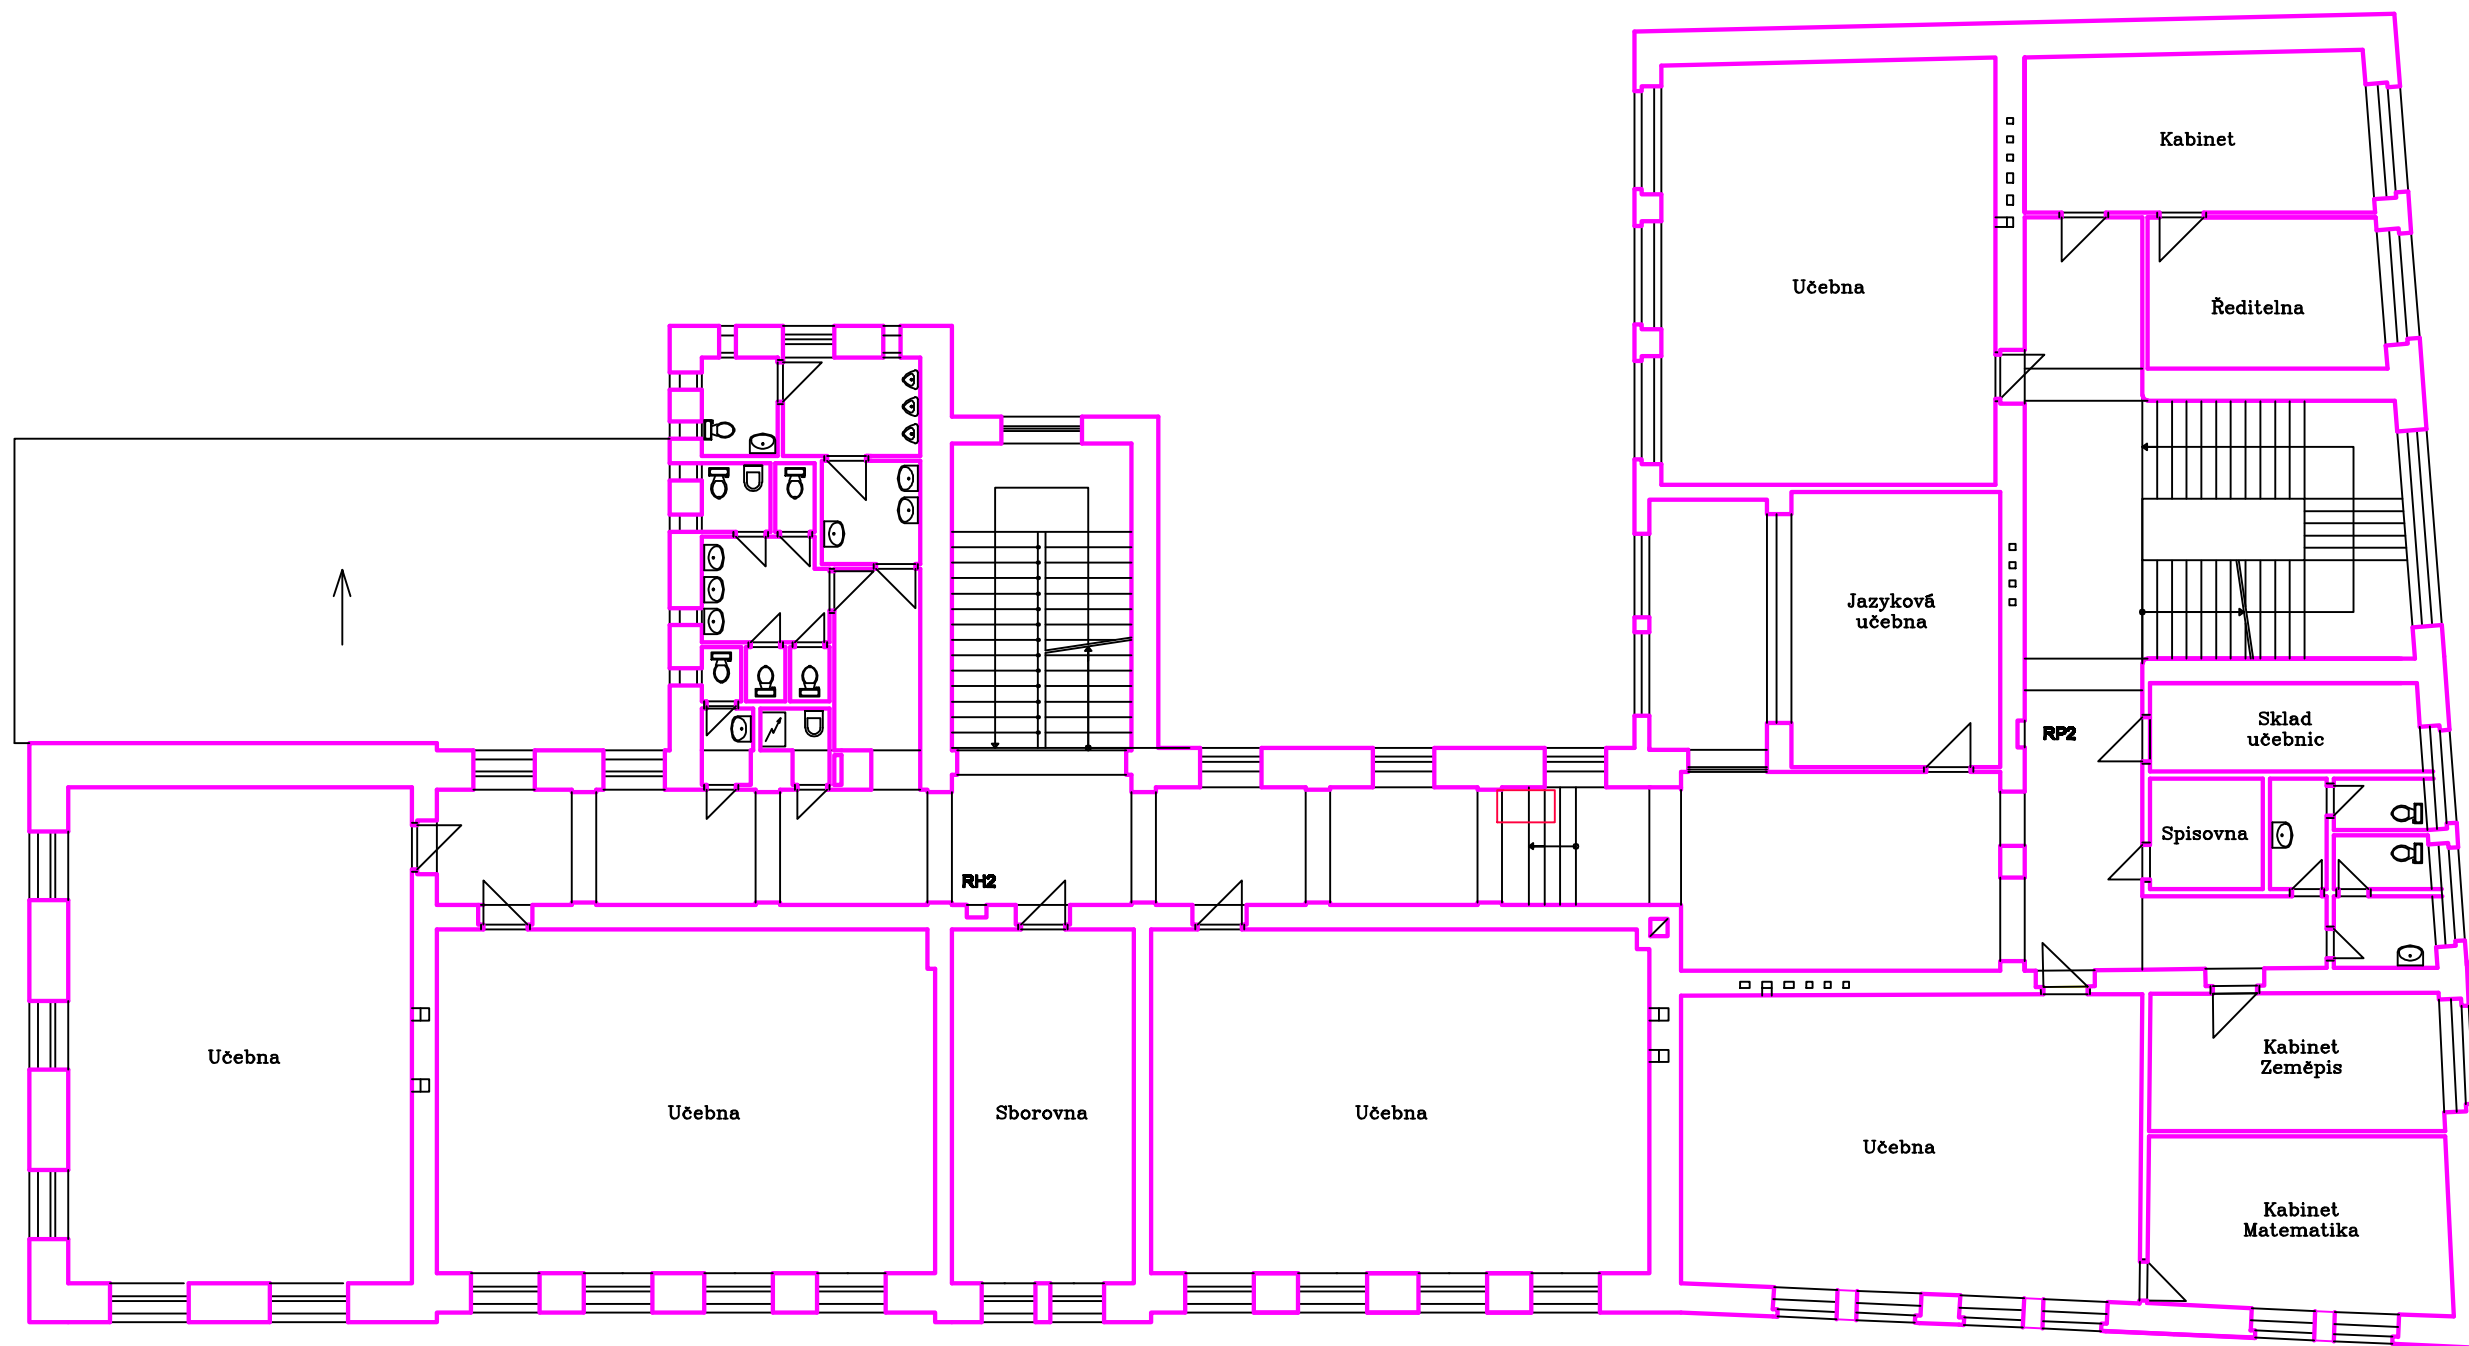 Kabinet
Učebna
Ředitelna
Jazyková
učebna
Sklad
učebnic
RP2
Spisovna
RH2
Učebna
Učebna
Sborovna
Učebna
Učebna
Kabinet
Zeměpis
Kabinet
Matematika